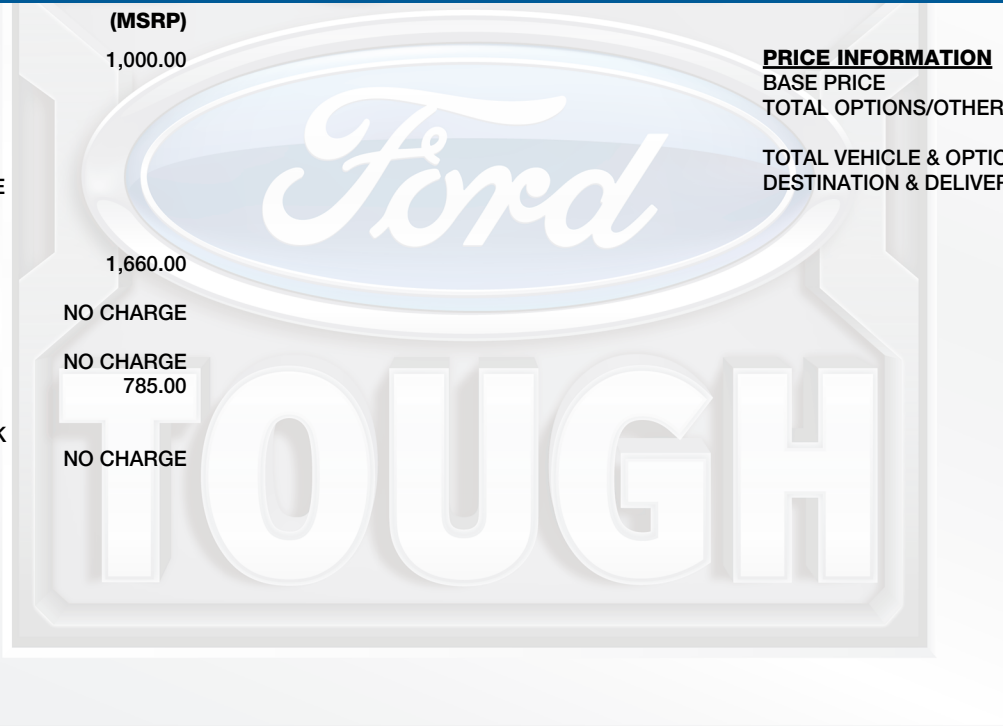 (MSRP)
1,000.00
E
1,660.00
NO CHARGE
NO CHARGE
785.00
K
NO CHARGE
PRICE INFORMATION
BASE PRICE
TOTAL OPTIONS/OTHER
TOTAL VEHICLE & OPTIO
DESTINATION & DELIVER
Ford
TOUGH